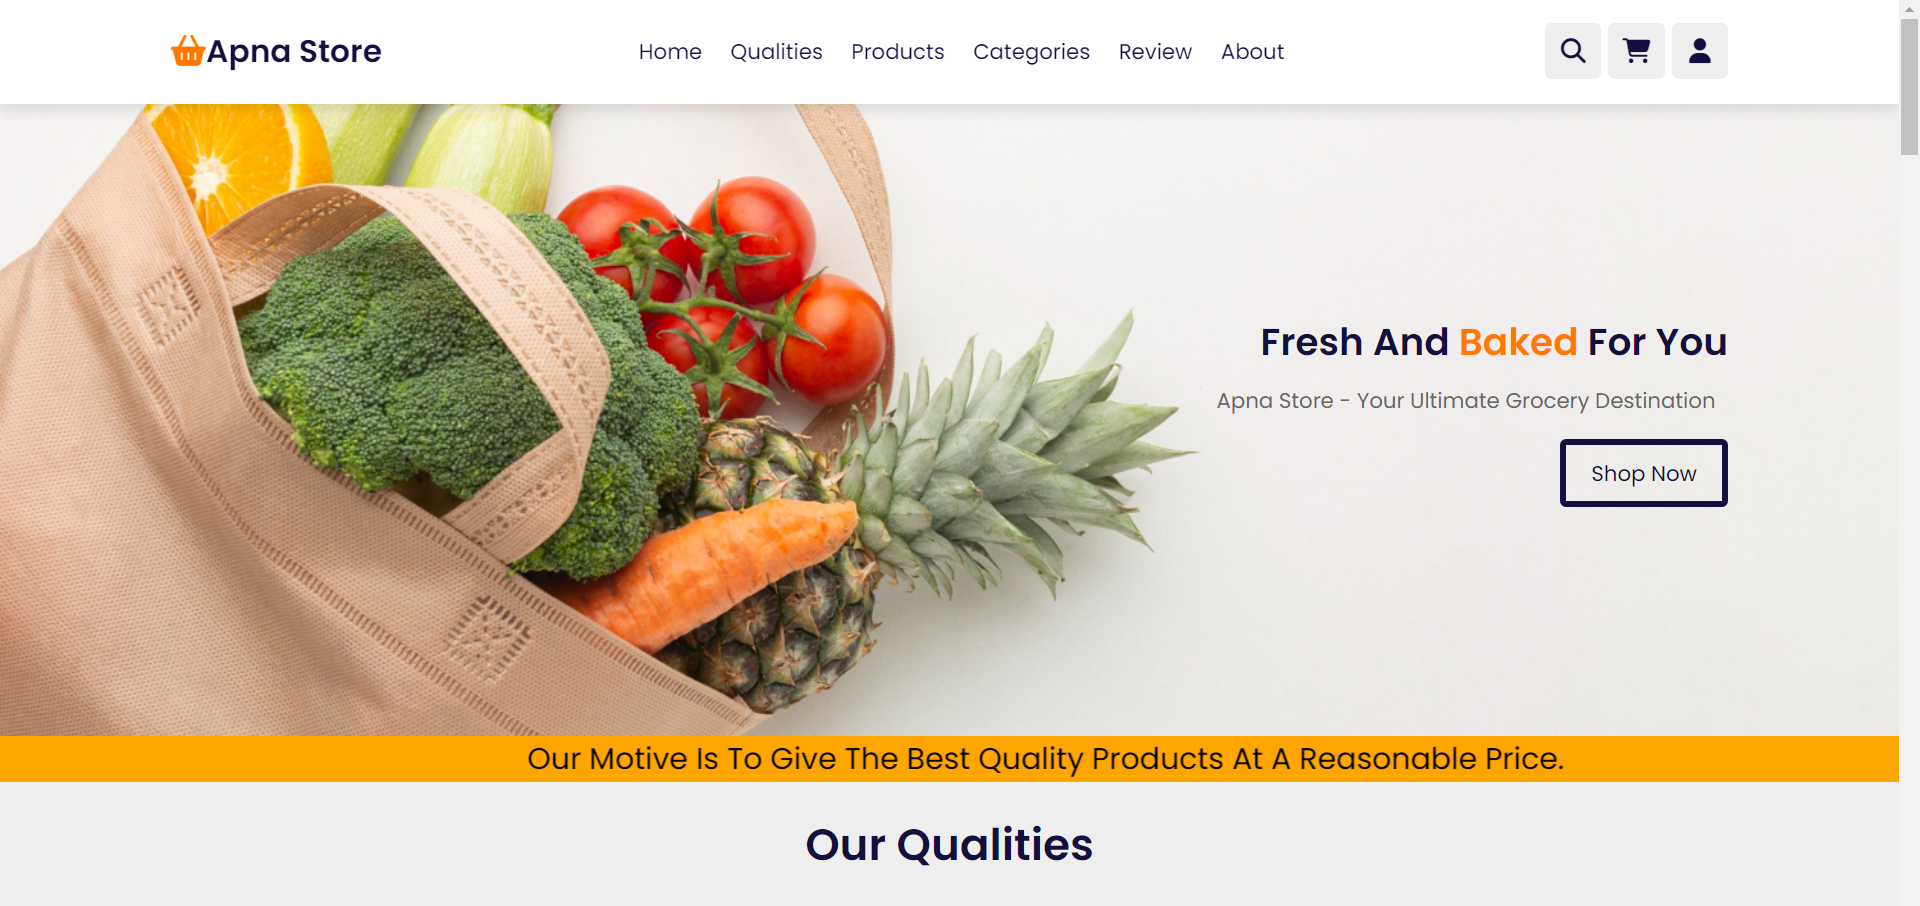 Apna Store
Home Qualities Products Categories Review About
Fresh And Baked For You
Apna Store - Your Ultimate Grocery Destination
Shop Now
Our Motive Is To Give The Best Quality Products At A Reasonable Price.
Our Qualities